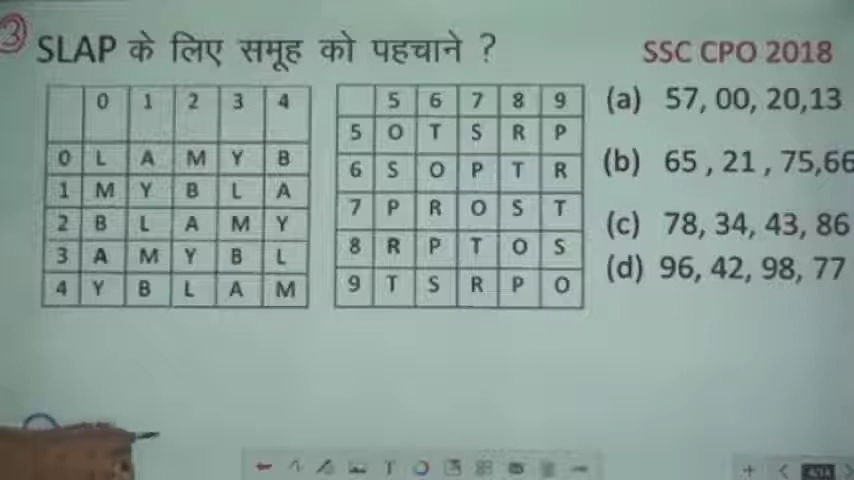 3 SLAP के लिए समूह को पहचाने ?
SSC CPO 2018
0 1 2 3 4
0 L A M Y B
1 M Y B L A
2 B L A M Y
3 A M Y B L
4 Y B L A M
5 6 7 8 9
5 O T S R P
6 S O P T R
7 P R O S T
8 R P T O S
9 T S R P O
(a) 57, 00, 20,13
(b) 65 , 21 , 75,66
(c) 78, 34, 43, 86
(d) 96, 42, 98, 77